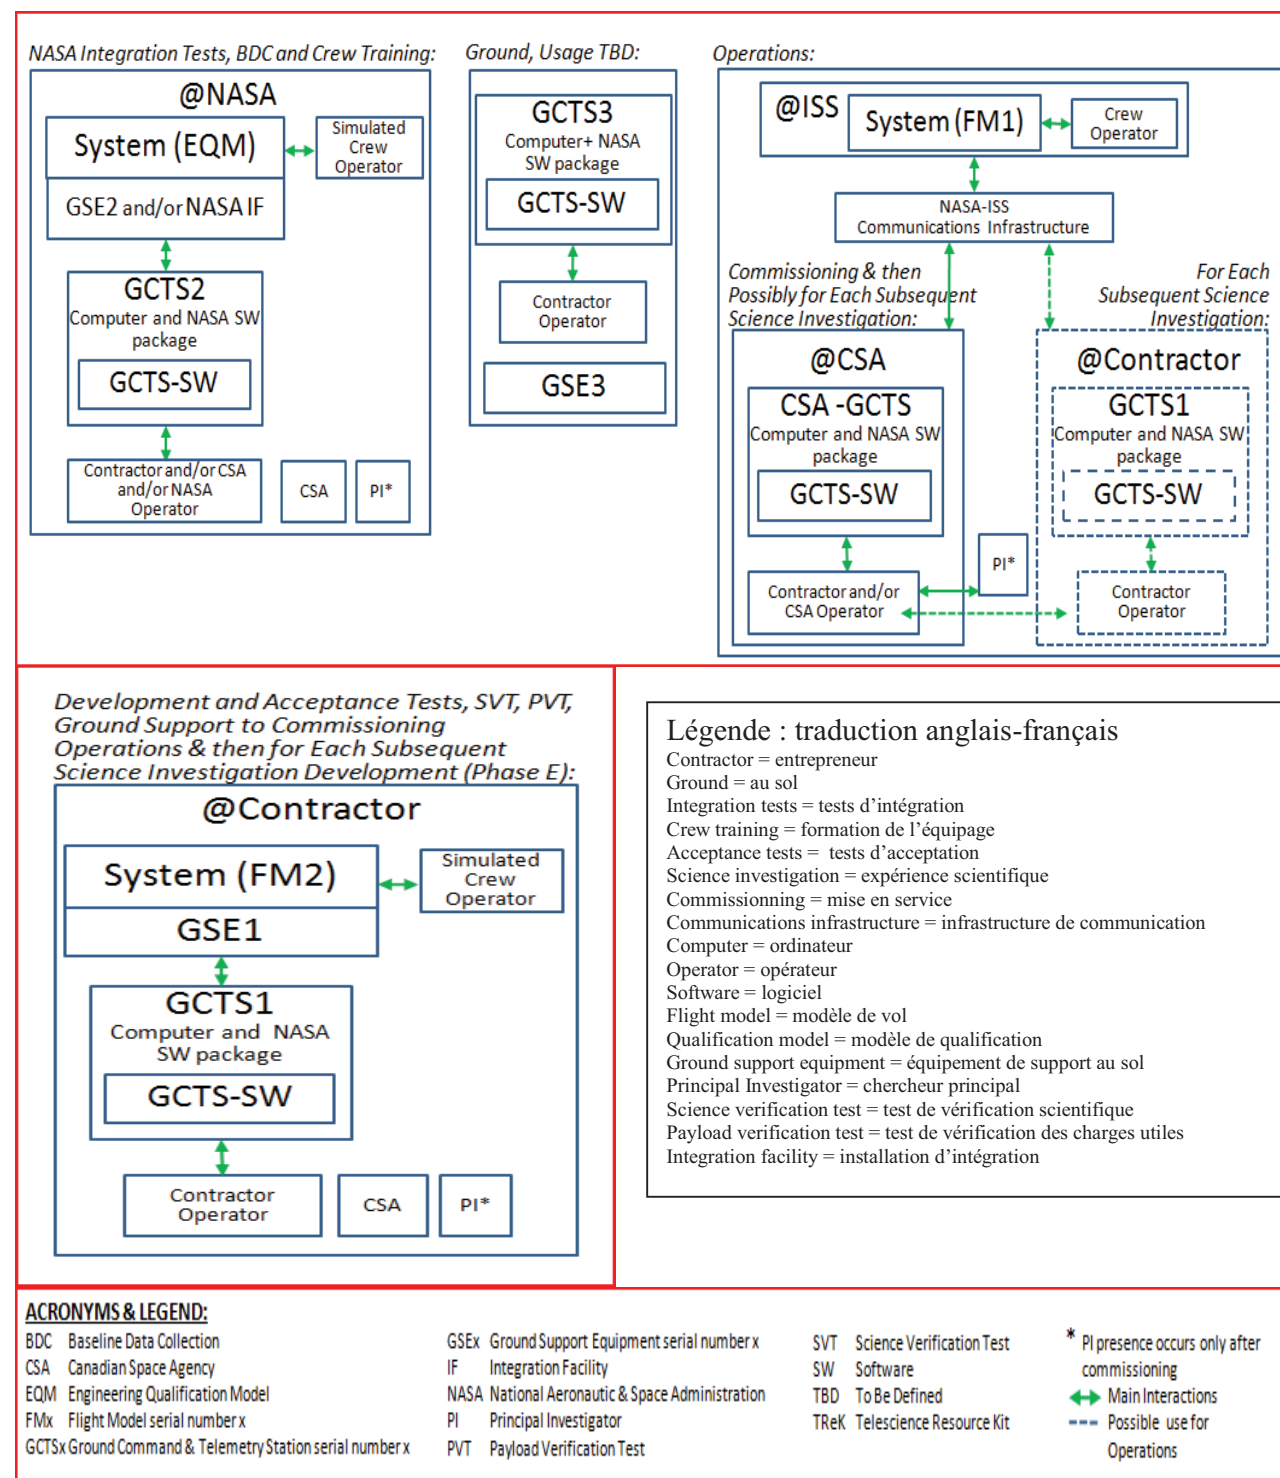 NASA Integration Tests, BDC and Crew Training:
@NASA
System (EQM)
Simulated
Crew
Operator
GSE2 and/or NASA IF
GCTS2
Computer and NASA SW
package
GCTS-SW
Contractor and/or CSA
and/or NASA
Operator
CSA
PI*
Ground, Usage TBD:
GCTS3
Computer+ NASA
SW package
GCTS-SW
Contractor
Operator
GSE3
Operations:
@ISS
System (FM1)
Crew
Operator
NASA-ISS
Communications Infrastructure
Commissioning & then
Possibly for Each Subsequent
Science Investigation:
@CSA
CSA -GCTS
Computer and NASA SW
package
GCTS-SW
Contractor and/or
CSA Operator
PI*
For Each
Subsequent Science
Investigation:
@Contractor
GCTS1
Computer and NASA SW
package
GCTS-SW
Contractor
Operator
Development and Acceptance Tests, SVT, PVT,
Ground Support to Commissioning
Operations & then for Each Subsequent
Science Investigation Development (Phase E):
@Contractor
System (FM2)
Simulated
Crew
Operator
GSE1
GCTS1
Computer and NASA
SW package
GCTS-SW
Contractor
Operator
CSA
PI*
Légende : traduction anglais-français
Contractor = entrepreneur
Ground = au sol
Integration tests = tests d'intégration
Crew training = formation de l'équipage
Acceptance tests = tests d'acceptation
Science investigation = expérience scientifique
Commissionning = mise en service
Communications infrastructure = infrastructure de communication
Computer = ordinateur
Operator = opérateur
Software = logiciel
Flight model = modèle de vol
Qualification model = modèle de qualification
Ground support equipment = équipement de support au sol
Principal Investigator = chercheur principal
Science verification test = test de vérification scientifique
Payload verification test = test de vérification des charges utiles
Integration facility = installation d'intégration
ACRONYMS & LEGEND:
BDC Baseline Data Collection
CSA Canadian Space Agency
EQM Engineering Qualification Model
FMx Flight Model serial number x
GCTSx Ground Command & Telemetry Station serial number x
GSEx Ground Support Equipment serial number x
IF Integration Facility
NASA National Aeronautic & Space Administration
PI Principal Investigator
PVT Payload Verification Test
SVT Science Verification Test
SW Software
TBD To Be Defined
TReK Telescience Resource Kit
* PI presence occurs only after
commissioning
Main Interactions
Possible use for
Operations